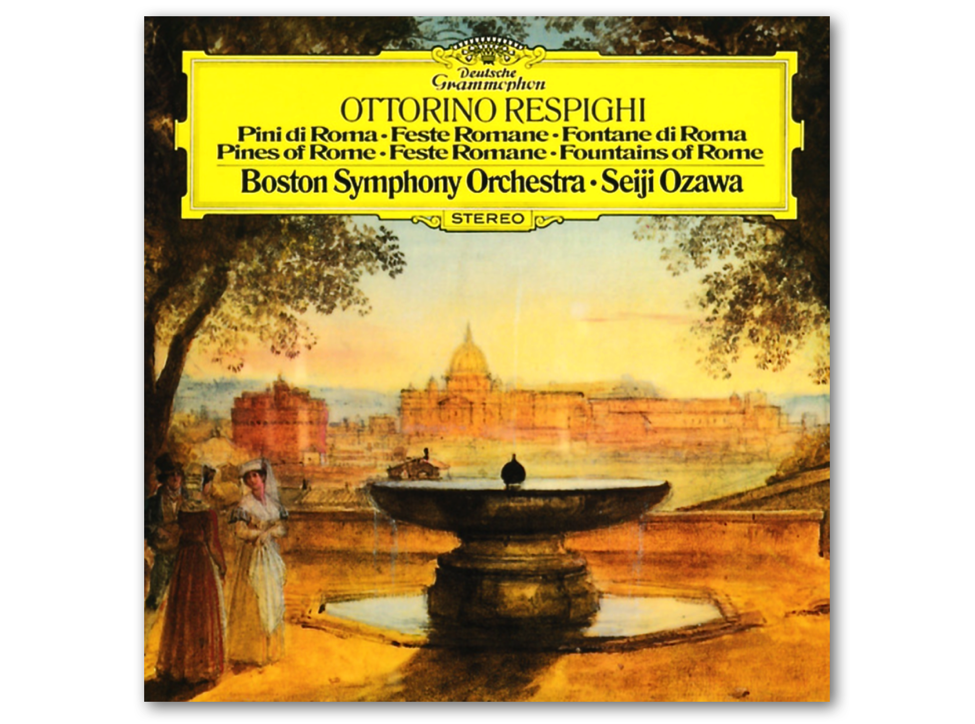 Deutsche
Grammophon
OTTORINO RESPIGHI
Pini di Roma • Feste Romane • Fontane di Roma
Pines of Rome • Feste Romane • Fountains of Rome
Boston Symphony Orchestra • Seiji Ozawa
STEREO